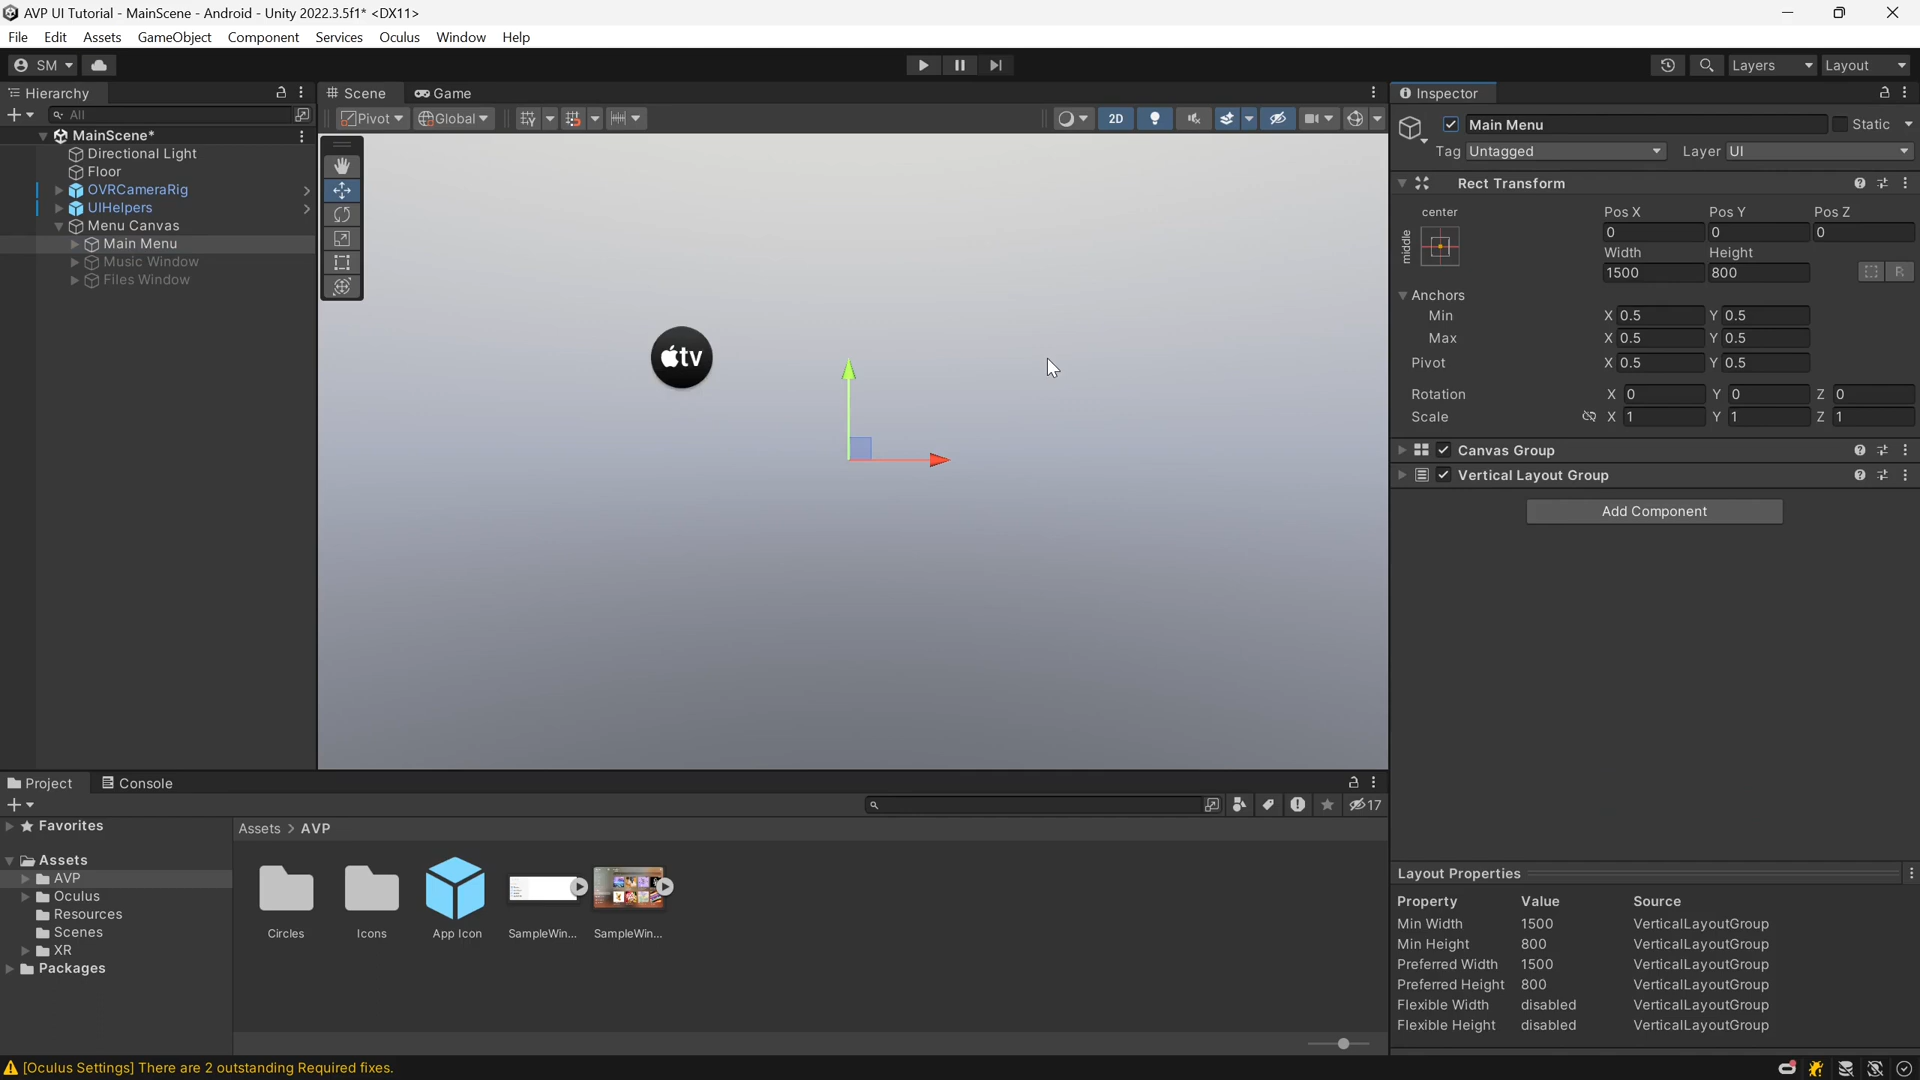 AVP UI Tutorial - MainScene - Android - Unity 2022.3.5f1* <DX11>
File Edit Assets GameObject Component Services Oculus Window Help
SM Layers Layout
Hierarchy
All
MainScene*
Directional Light
Floor
OVRCameraRig
UIHelpers
Menu Canvas
Main Menu
Music Window
Files Window
Scene Game
Pivot Global 2D
tv
Inspector
Main Menu Static
Tag Untagged Layer UI
Rect Transform
center
middle
Pos X Pos Y Pos Z
0 0 0
Width Height
1500 800 R
Anchors
Min X 0.5 Y 0.5
Max X 0.5 Y 0.5
Pivot X 0.5 Y 0.5
Rotation X 0 Y 0 Z 0
Scale X 1 Y 1 Z 1
Canvas Group
Vertical Layout Group
Add Component
Project Console
17
Favorites
Assets
AVP
Oculus
Resources
Scenes
XR
Packages
Assets > AVP
Circles Icons App Icon SampleWin... SampleWin...
Layout Properties
Property Value Source
Min Width 1500 VerticalLayoutGroup
Min Height 800 VerticalLayoutGroup
Preferred Width 1500 VerticalLayoutGroup
Preferred Height 800 VerticalLayoutGroup
Flexible Width disabled VerticalLayoutGroup
Flexible Height disabled VerticalLayoutGroup
[Oculus Settings] There are 2 outstanding Required fixes.